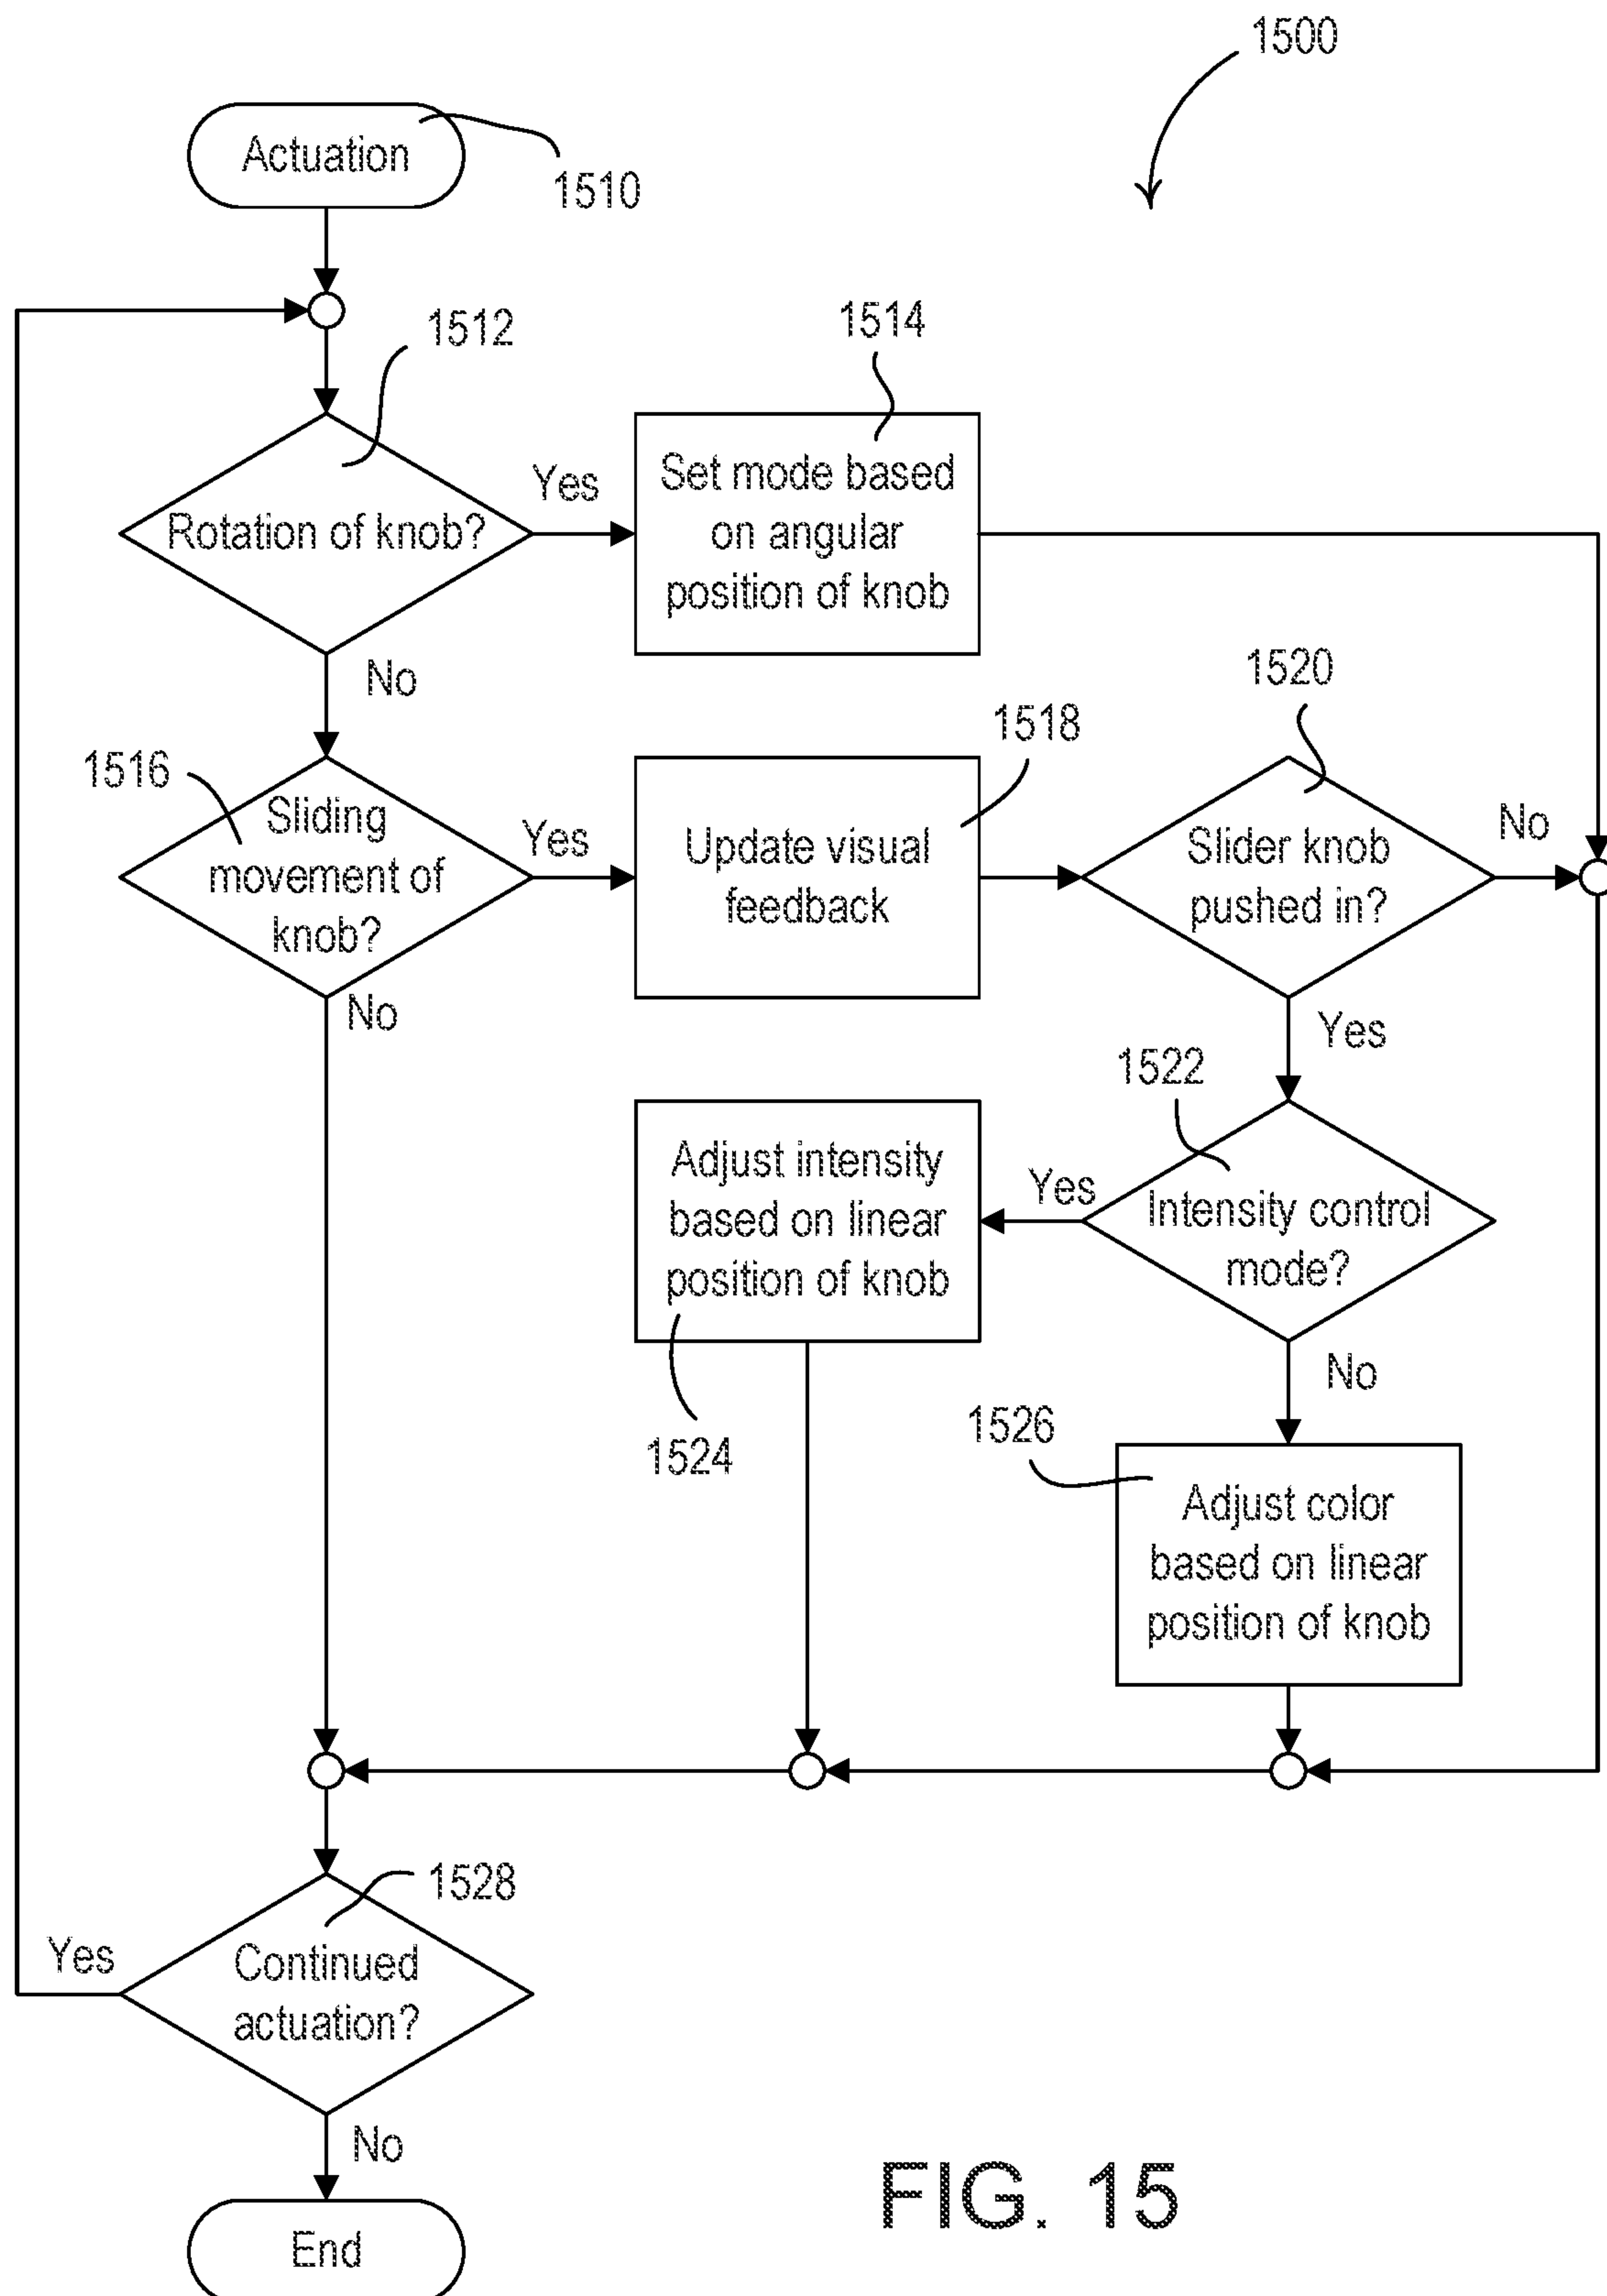 1500
Actuation
1510
1512
1514
Rotation of knob?
Yes
Set mode based
on angular
position of knob
No
1516
Sliding
movement of
knob?
Yes
1518
Update visual
feedback
1520
Slider knob
pushed in?
No
No
Yes
1522
Intensity control
mode?
Yes
Adjust intensity
based on linear
position of knob
1524
No
1526
Adjust color
based on linear
position of knob
1528
Continued
actuation?
Yes
No
End
FIG. 15